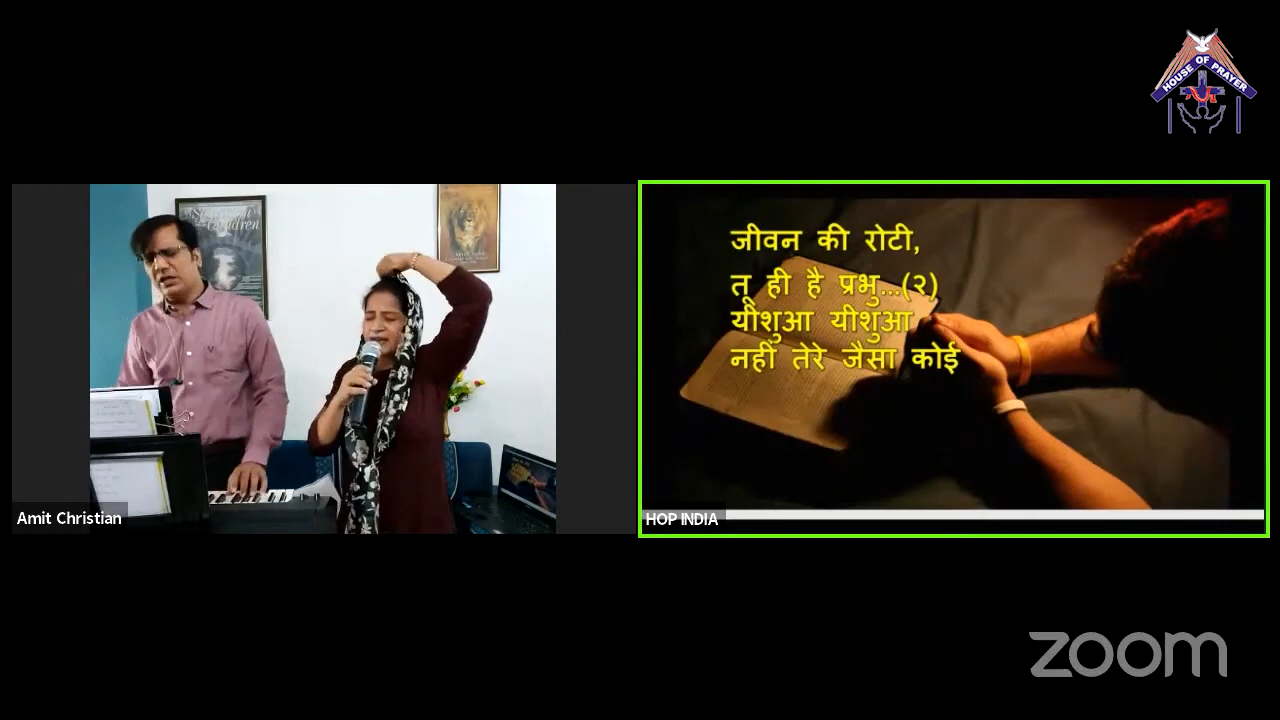 HOUSE OF PRAYER
जीवन की रोटी,
तू ही है प्रभु...(२)
यीशुआ यीशुआ
नहीं तेरे जैसा कोई
Amit Christian
HOP INDIA
zoom